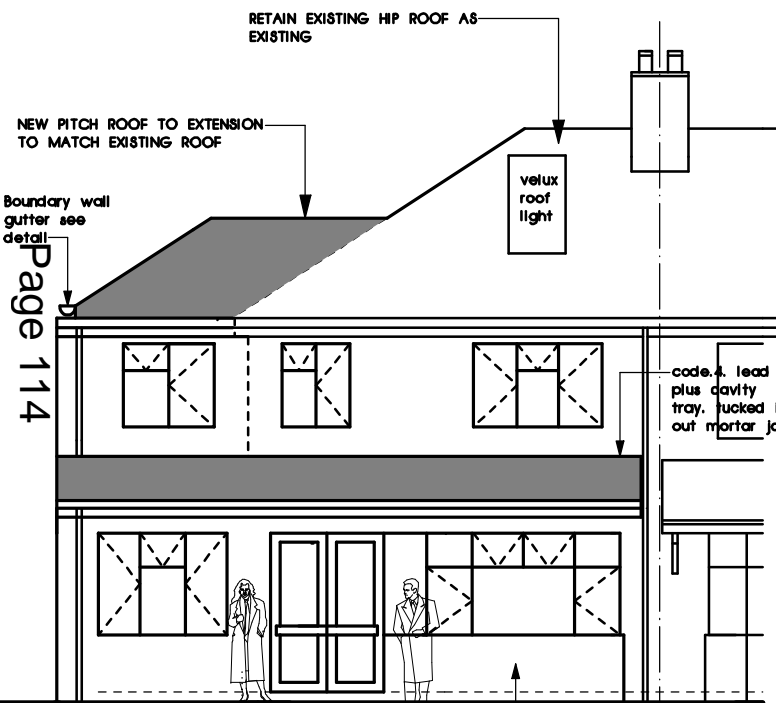 RETAIN EXISTING HIP ROOF AS
EXISTING
NEW PITCH ROOF TO EXTENSION
TO MATCH EXISTING ROOF
Boundary wall
gutter see
detail
velux
roof
light
Page 114
code.4. lead
plus cavity
tray. tucked
out mortar